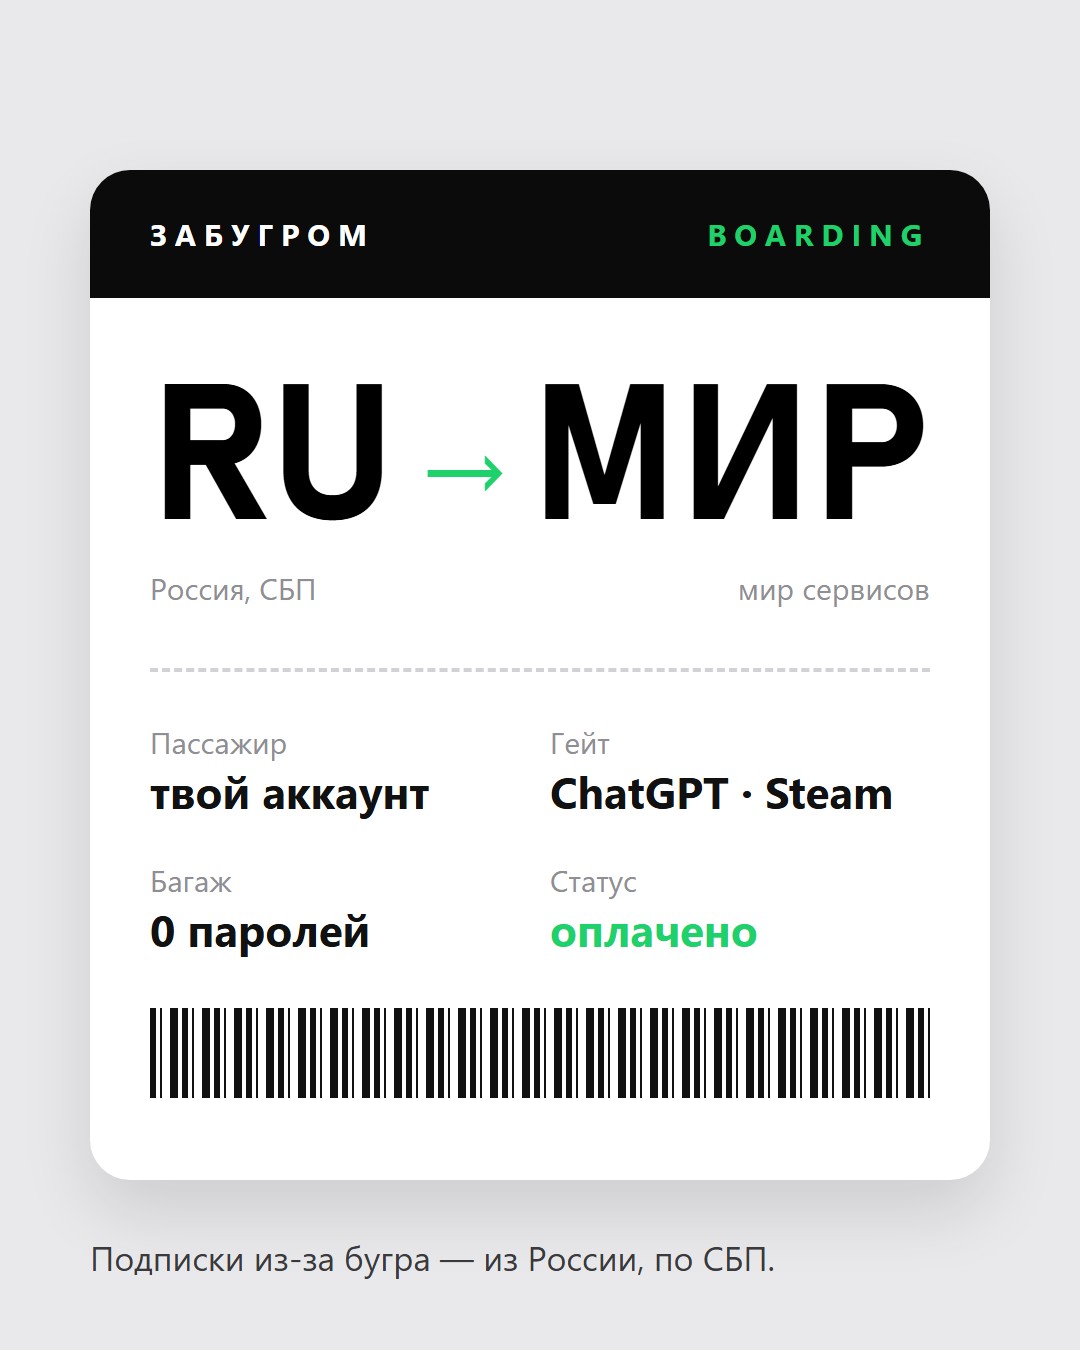 ЗАБУГРОМ BOARDING
RU → МИР
Россия, СБП мир сервисов
Пассажир Гейт
твой аккаунт ChatGPT · Steam
Багаж Статус
0 паролей оплачено
Подписки из-за бугра — из России, по СБП.